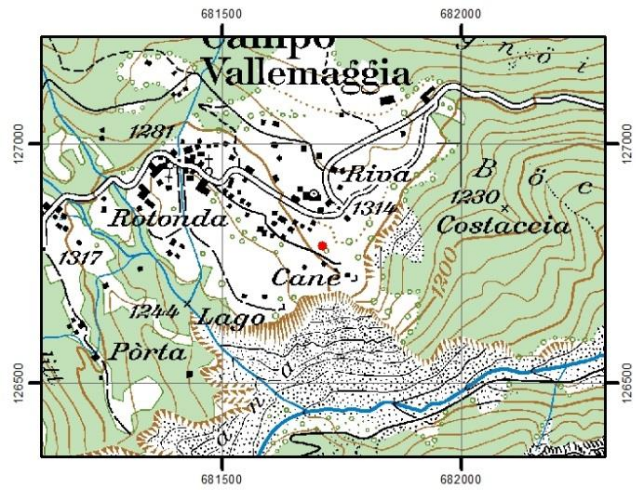 681500 682000
Campo
Vallemaggia
127000 127000
1281
Riva
B ö c
1230
Rotonda
1314
Costaccia
1317
Cane
1200
1244
Lago
Pòrta
126500 126500
a n a
681500 682000